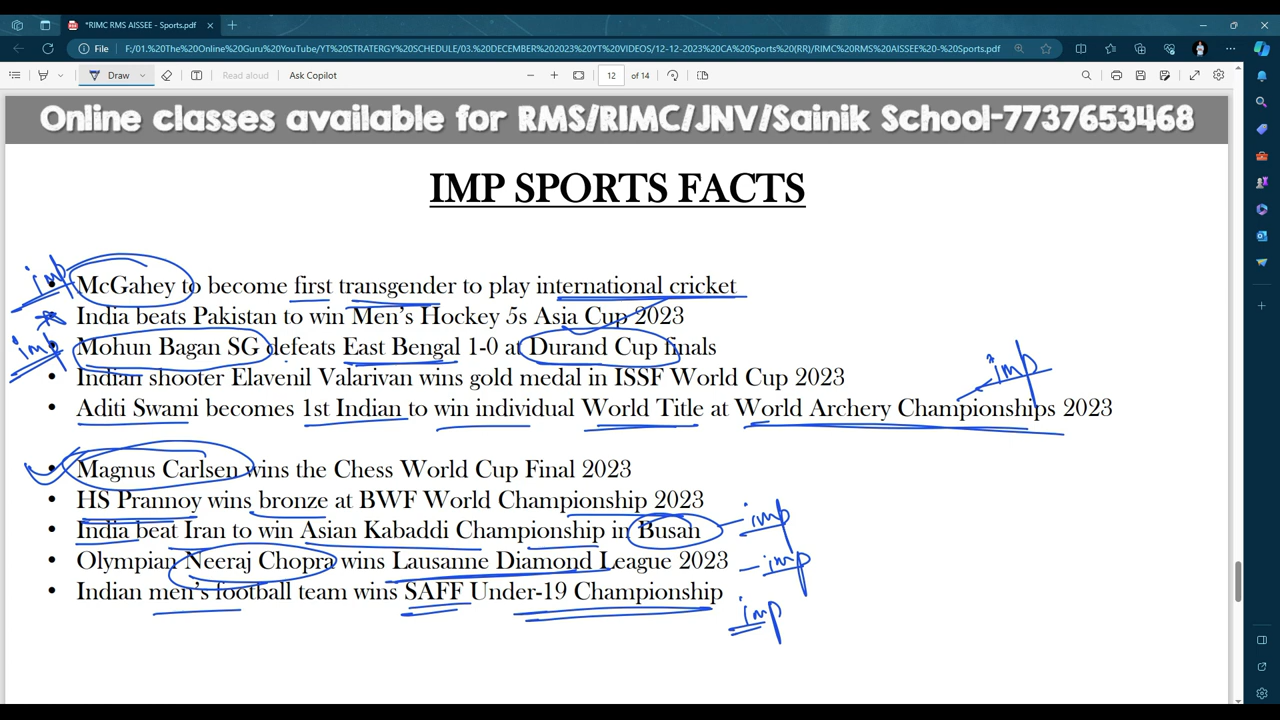 *RIMC RMS AISSEE - Sports.pdf
File F:/01.%20The%20Online%20Guru%20YouTube/YT%20STRATERGY%20SCHEDULE/03.%20DECEMBER%202023%20YT%20VIDEOS/12-12-2023%20CA%20Sports%20(RR)/RIMC%20RMS%20AISSEE%20-%20Sports.pdf
Draw Read aloud Ask Copilot 12 of 14
Online classes available for RMS/RIMC/JNV/Sainik School-7737653468
IMP SPORTS FACTS
imp • McGahey to become first transgender to play international cricket
• India beats Pakistan to win Men's Hockey 5s Asia Cup 2023
imp • Mohun Bagan SG defeats East Bengal 1-0 at Durand Cup finals
• Indian shooter Elavenil Valarivan wins gold medal in ISSF World Cup 2023 imp
• Aditi Swami becomes 1st Indian to win individual World Title at World Archery Championships 2023
• Magnus Carlsen wins the Chess World Cup Final 2023
• HS Prannoy wins bronze at BWF World Championship 2023
• India beat Iran to win Asian Kabaddi Championship in Busan - imp
• Olympian Neeraj Chopra wins Lausanne Diamond League 2023 - imp
• Indian men's football team wins SAFF Under-19 Championship imp